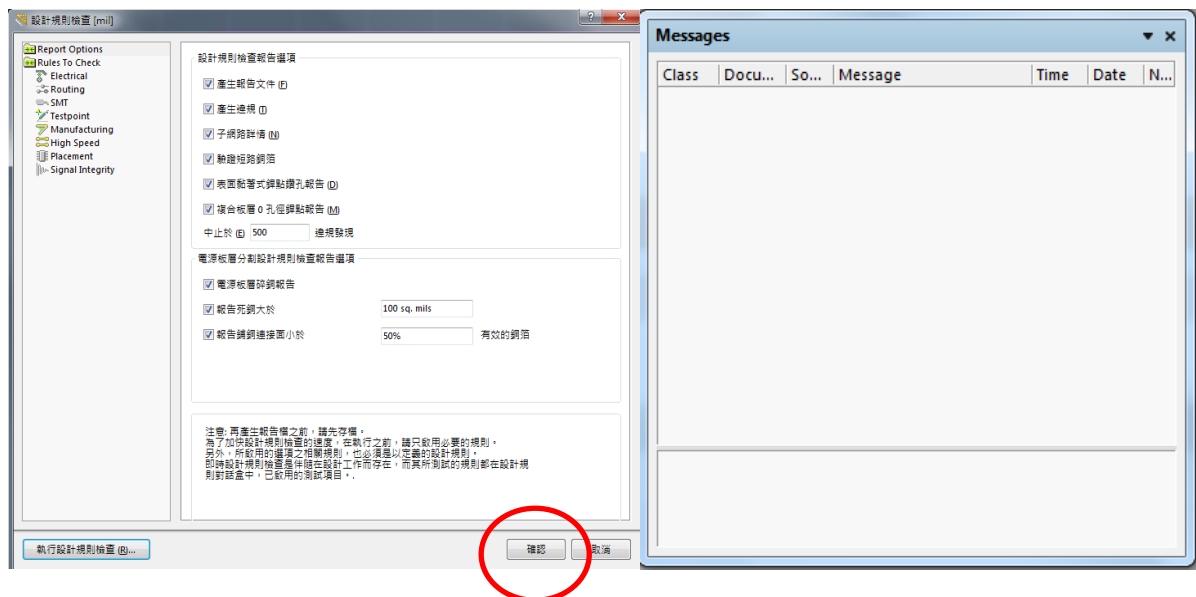 設計規則檢查 [mil]
Report Options
Rules To Check
Electrical
Routing
SMT
Testpoint
Manufacturing
High Speed
Placement
Signal Integrity
設計規則檢查報告選項
產生報告文件 (F)
產生違規 (I)
子網路詳情 (N)
驗證短路銅箔
表面黏著式銲點鑽孔報告 (D)
複合板層 0 孔徑銲點報告 (M)
中止於 (E) 500 違規發現
電源板層分割設計規則檢查報告選項
電源板層碎銅報告
報告死銅大於 100 sq. mils
報告鋪銅連接面小於 50% 有效的銅箔
注意: 再產生報告檔之前，請先存檔。
為了加快設計規則檢查的速度，在執行之前，請只啟用必要的規則。
另外，所啟用的選項之相關規則，也必須是以定義的設計規則。
即時設計規則檢查是伴隨在設計工作而存在，而其所測試的規則都在設計規
則對話盒中，已啟用的測試項目。.
執行設計規則檢查 (R)...
確認
取消
Messages
Class Docu... So... Message Time Date N...